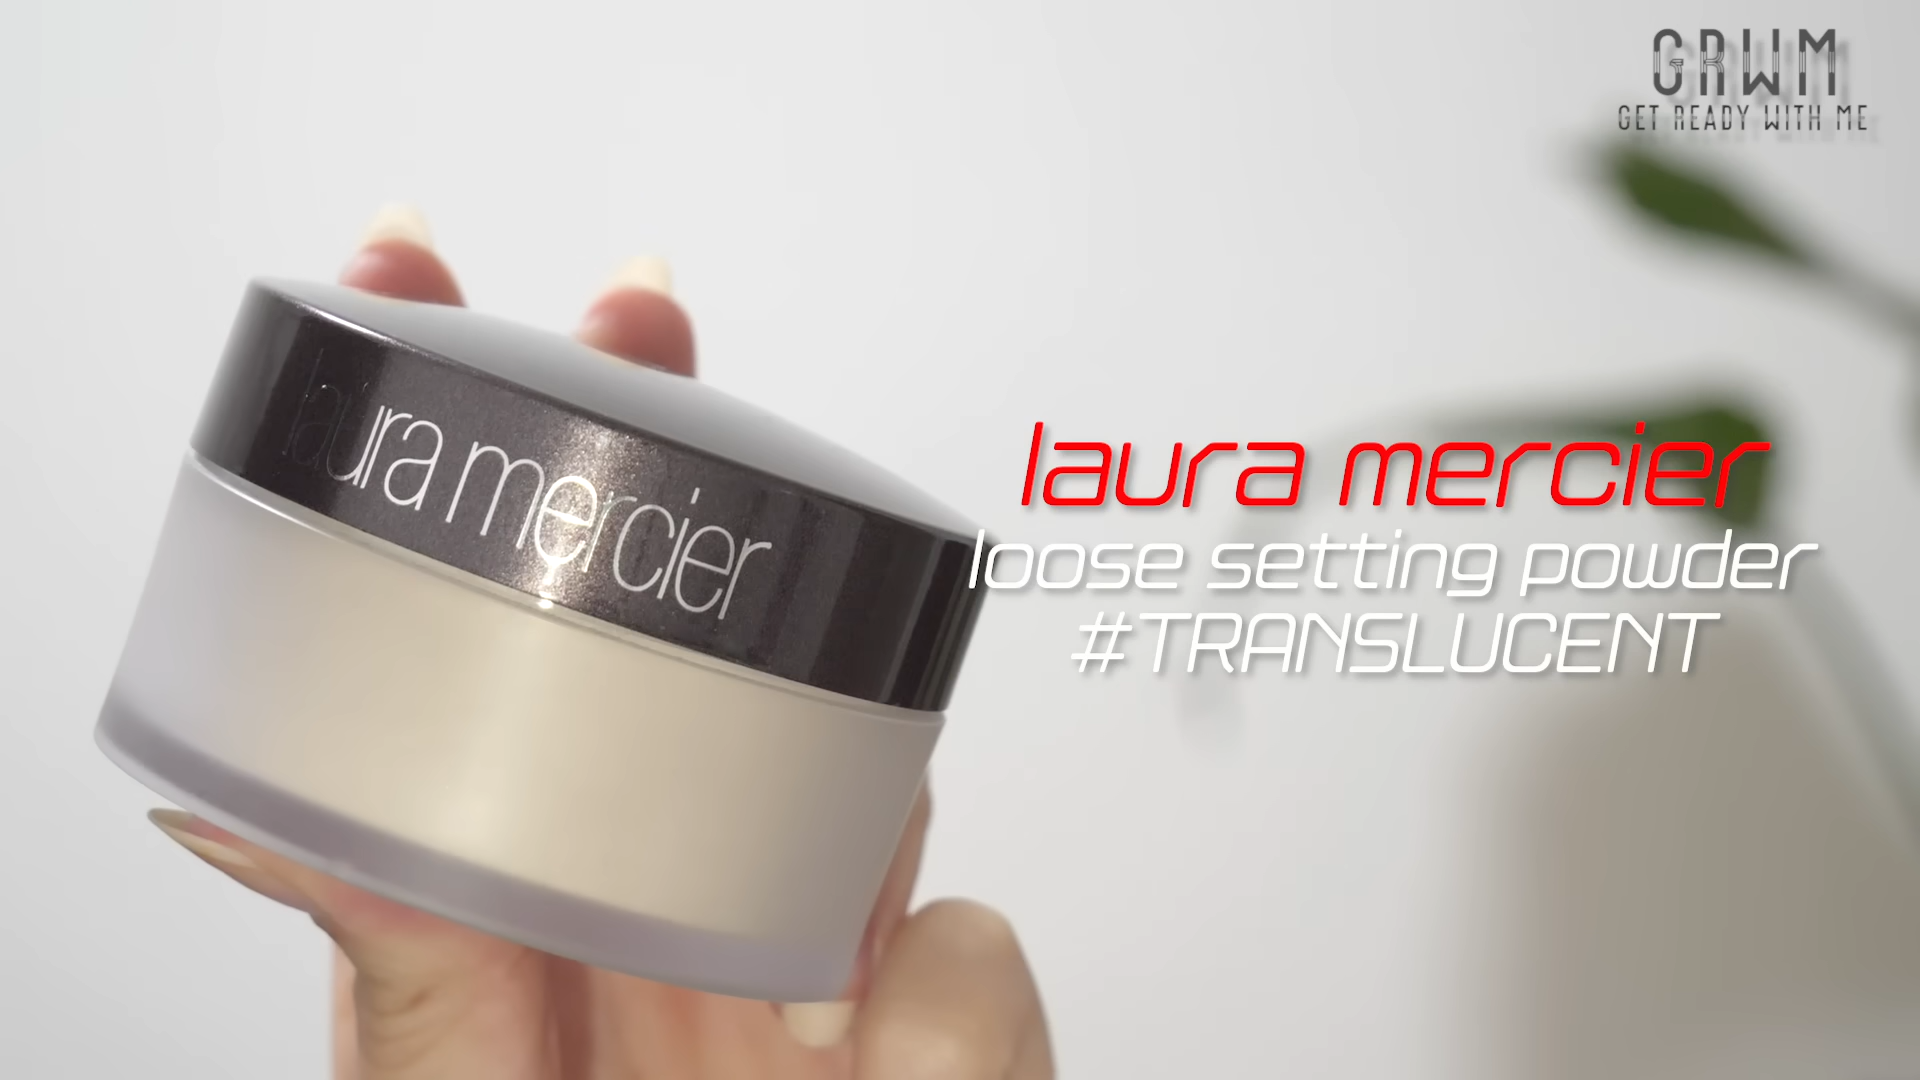 GRWM
GET READY WITH ME
laura mercier
laura mercier
loose setting powder
#TRANSLUCENT